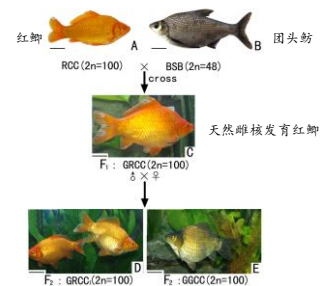 红鲫 A B 团头鲂
RCC(2n=100) × BSB(2n=48)
cross
天然雌核发育红鲫
C
F₁ : GRCC(2n=100)
♂×♀
D E
F₂ : GRCC(2n=100) F₂ : GGCC(2n=100)